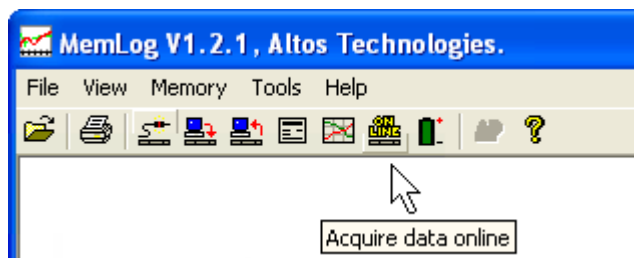 MemLog V1.2.1, Altos Technologies.
File View Memory Tools Help
ON
LINE
?
Acquire data online